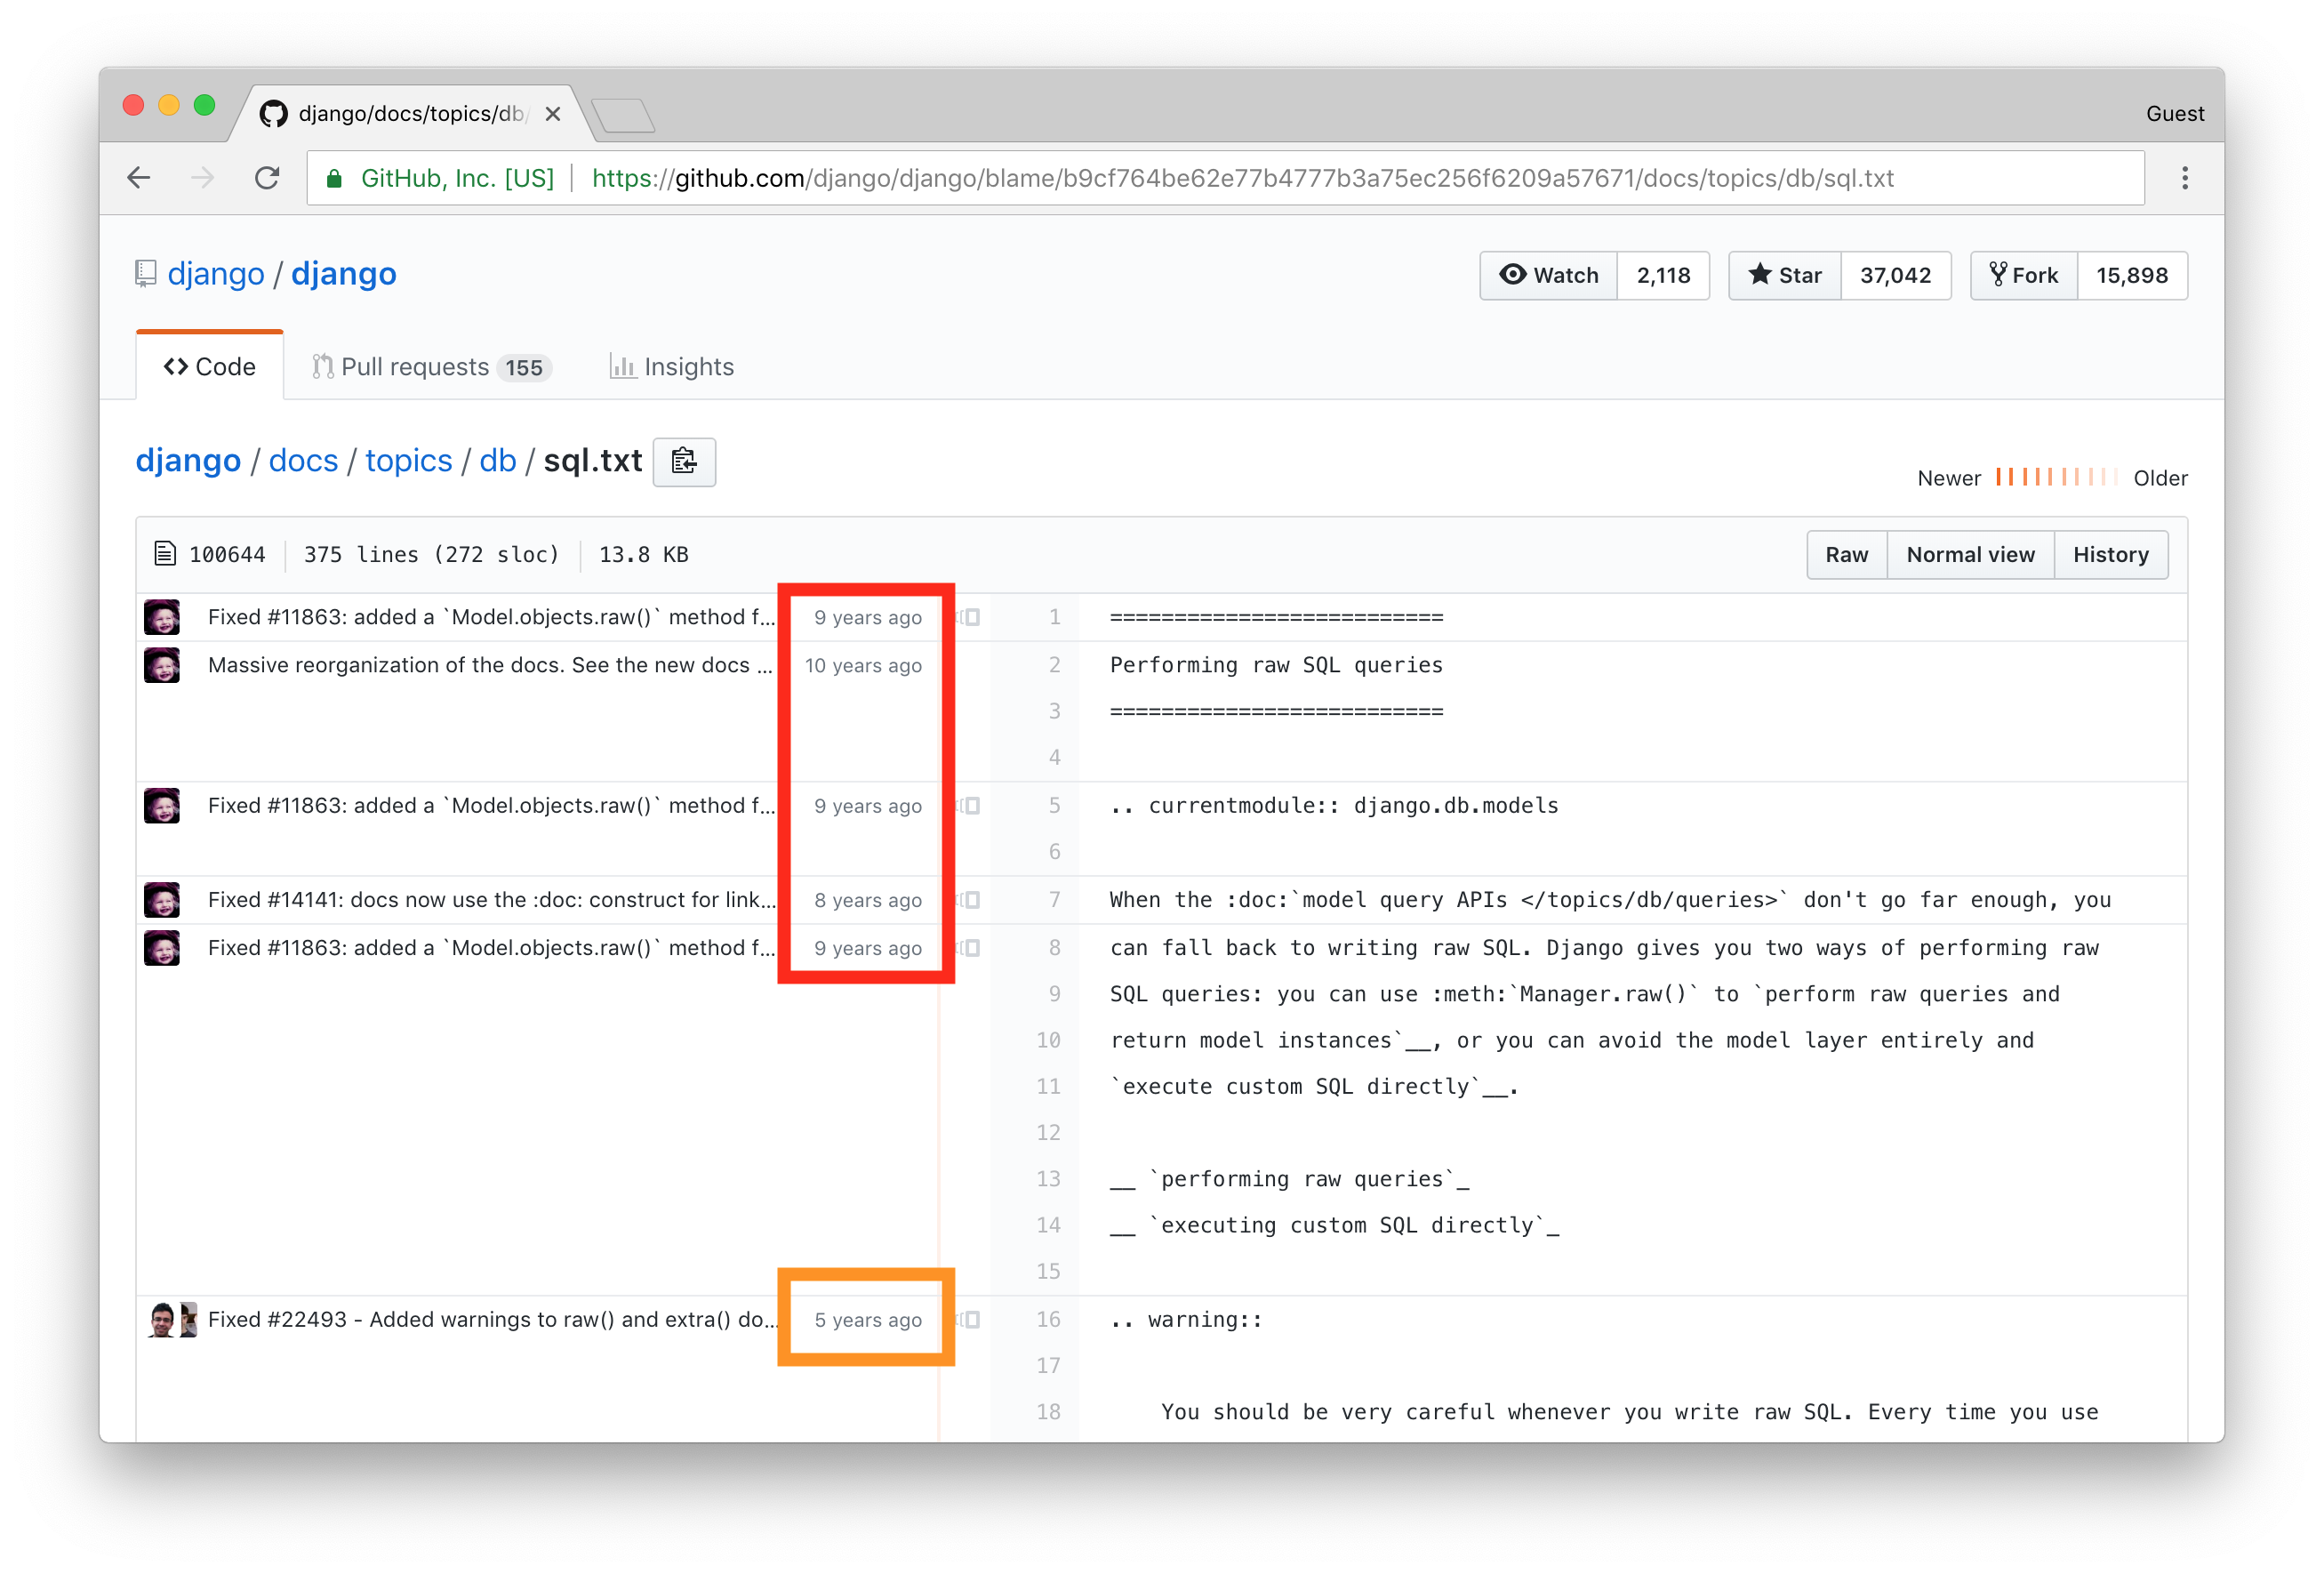 django/docs/topics/db/
Guest
GitHub, Inc. [US] https://github.com/django/django/blame/b9cf764be62e77b4777b3a75ec256f6209a57671/docs/topics/db/sql.txt
django / django
Watch 2,118 Star 37,042 Fork 15,898
Code Pull requests 155 Insights
django / docs / topics / db / sql.txt
Newer Older
100644 375 lines (272 sloc) 13.8 KB Raw Normal view History
Fixed #11863: added a `Model.objects.raw()` method f... 9 years ago 1 ==========================
Massive reorganization of the docs. See the new docs ... 10 years ago 2 Performing raw SQL queries
3 ==========================
4
Fixed #11863: added a `Model.objects.raw()` method f... 9 years ago 5 .. currentmodule:: django.db.models
6
Fixed #14141: docs now use the :doc: construct for link... 8 years ago 7 When the :doc:`model query APIs </topics/db/queries>` don't go far enough, you
Fixed #11863: added a `Model.objects.raw()` method f... 9 years ago 8 can fall back to writing raw SQL. Django gives you two ways of performing raw
9 SQL queries: you can use :meth:`Manager.raw()` to `perform raw queries and
10 return model instances`__, or you can avoid the model layer entirely and
11 `execute custom SQL directly`__.
12
13 __ `performing raw queries`_
14 __ `executing custom SQL directly`_
15
Fixed #22493 - Added warnings to raw() and extra() do... 5 years ago 16 .. warning::
17
18 You should be very careful whenever you write raw SQL. Every time you use